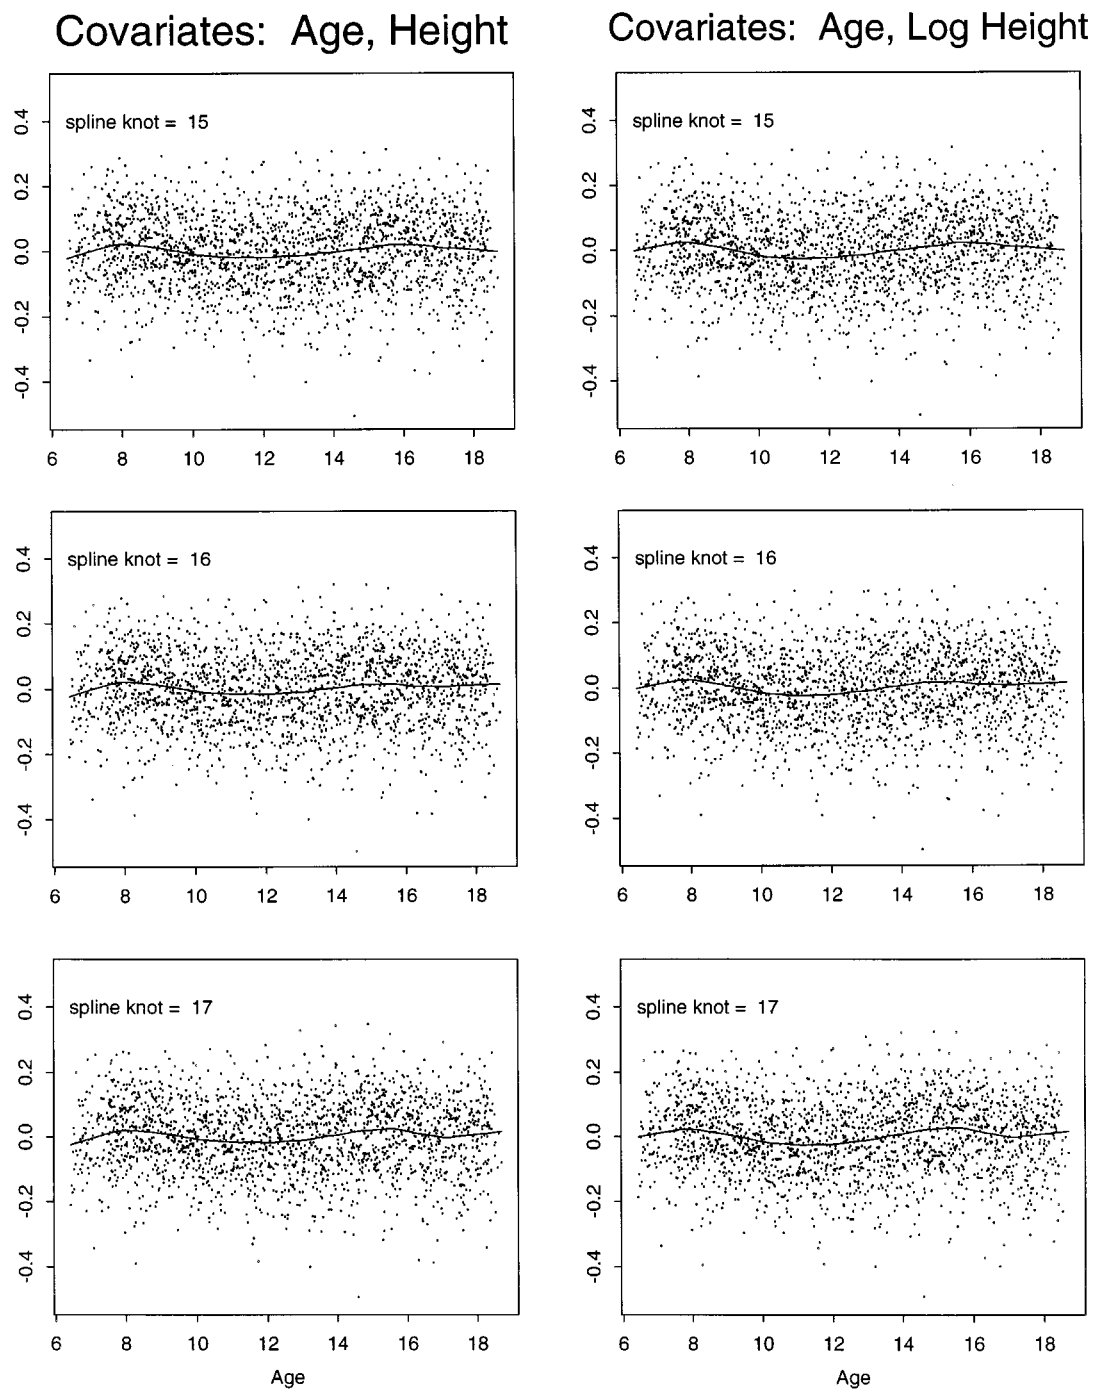 Covariates: Age, Height
Covariates: Age, Log Height
spline knot = 15
0.4
0.2
0.0
-0.2
-0.4
6 8 10 12 14 16 18
spline knot = 15
0.4
0.2
0.0
-0.2
-0.4
6 8 10 12 14 16 18
spline knot = 16
0.4
0.2
0.0
-0.2
-0.4
6 8 10 12 14 16 18
spline knot = 16
0.4
0.2
0.0
-0.2
-0.4
6 8 10 12 14 16 18
spline knot = 17
0.4
0.2
0.0
-0.2
-0.4
6 8 10 12 14 16 18
Age
spline knot = 17
0.4
0.2
0.0
-0.2
-0.4
6 8 10 12 14 16 18
Age